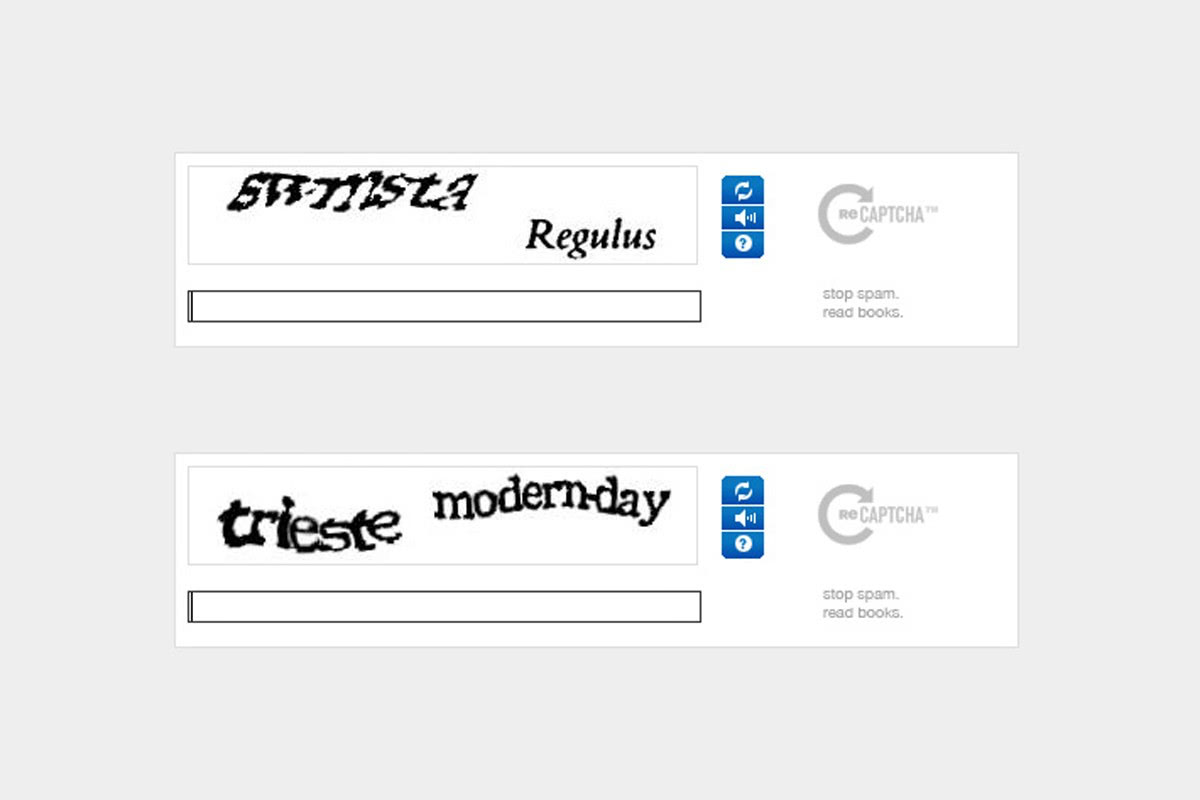 Regulus
ReCAPTCHA™
stop spam.
read books.
trieste modern-day
ReCAPTCHA™
stop spam.
read books.